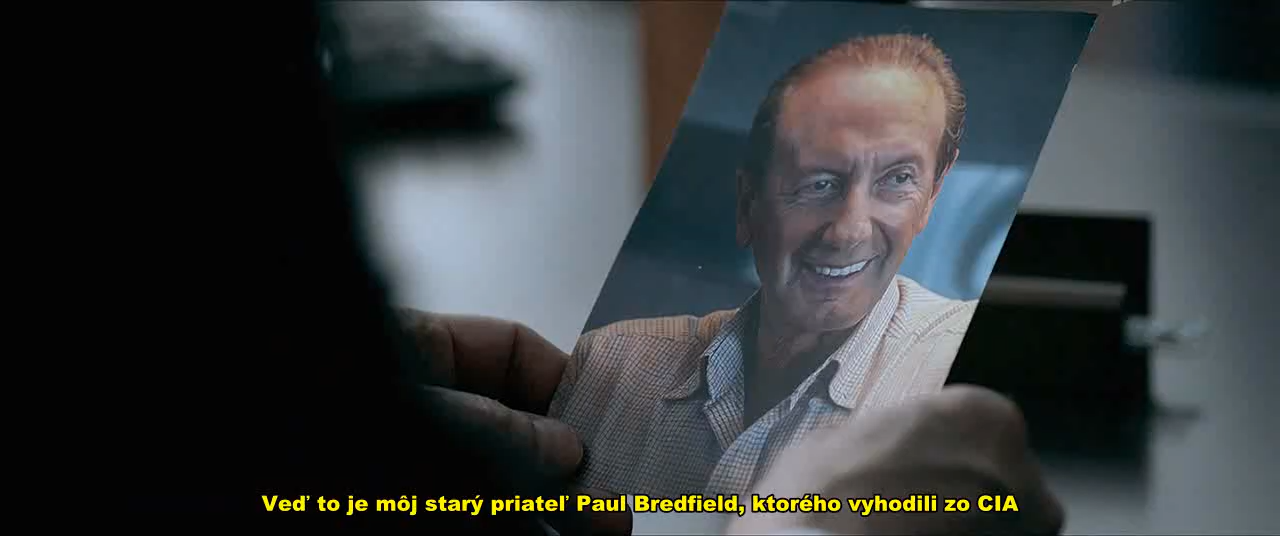 Veď to je môj starý priateľ Paul Bredfield, ktorého vyhodili zo CIA